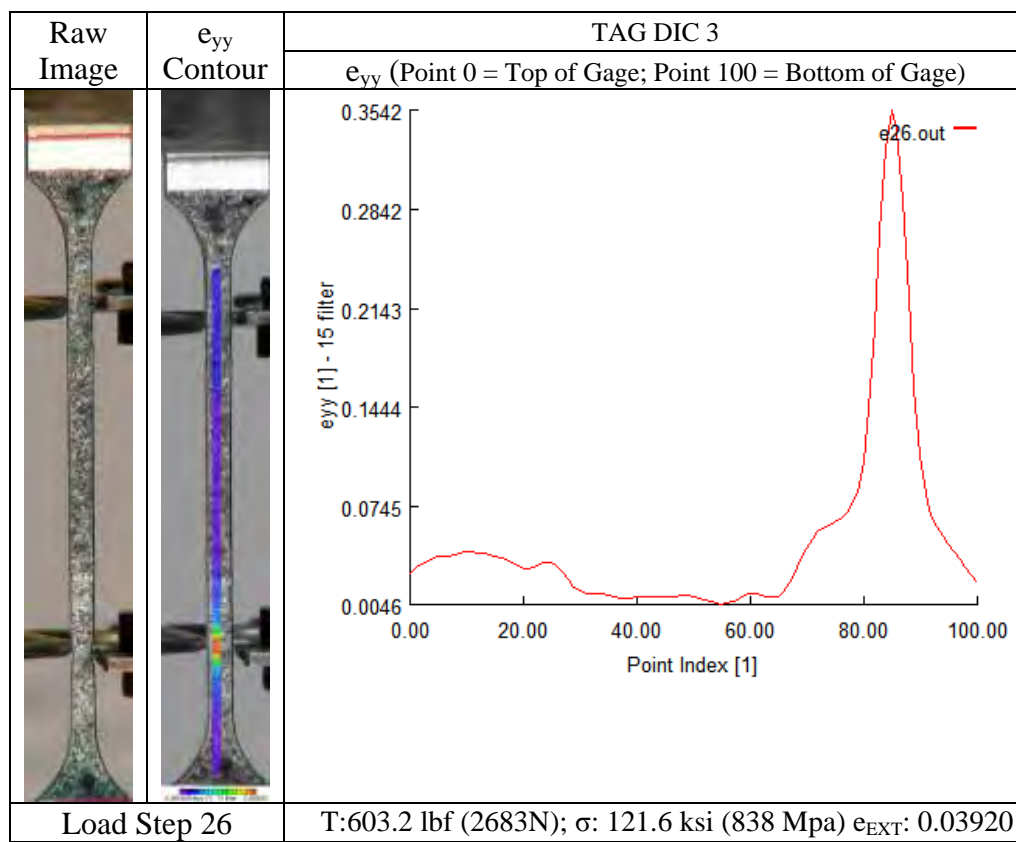 Raw
Image
eyy
Contour
TAG DIC 3
eyy (Point 0 = Top of Gage; Point 100 = Bottom of Gage)
0.3542
e26.out
0.2842
0.2143
eyy [1] - 15 filter
0.1444
0.0745
0.0046
0.00 20.00 40.00 60.00 80.00 100.00
Point Index [1]
Load Step 26
T:603.2 lbf (2683N); σ: 121.6 ksi (838 Mpa) eEXT: 0.03920